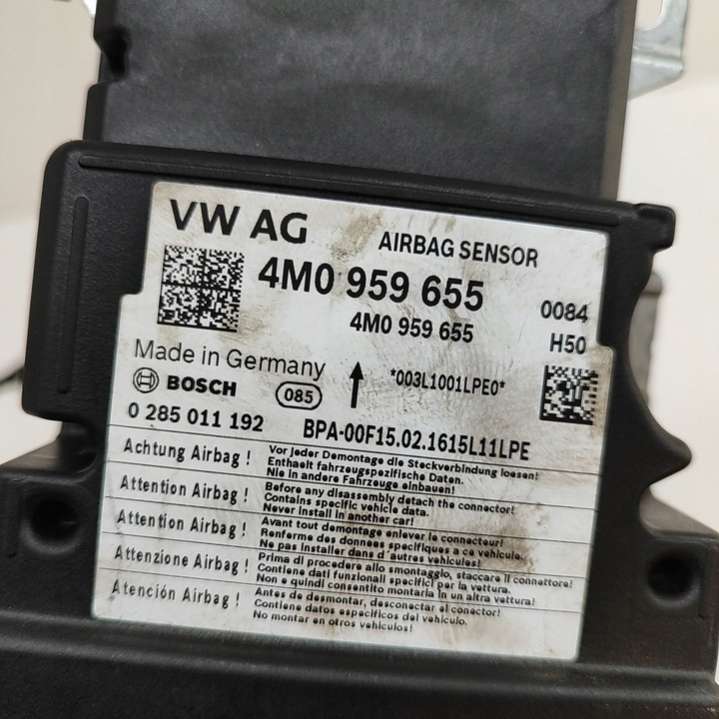 VW AG
AIRBAG SENSOR
4M0 959 655
0084
4M0 959 655
H50
Made in Germany
BOSCH
085
*003L1001LPE0*
0 285 011 192
BPA-00F15.02.1615L11LPE
Achtung Airbag !
Vor jeder Demontage die Steckverbindung loesen!
Enthaelt fahrzeugspezifische Daten.
Nie in andere Fahrzeuge einbauen!
Attention Airbag !
Before any disassembly detach the connector!
Contains specific vehicle data.
Never install in another car!
Attention Airbag !
Avant tout demontage enlever le connecteur!
Renferme des données specifiques a ce vehicule.
Ne pas installer dans d'autres vehicules!
Attenzione Airbag !
Prima di procedere allo smontaggio, staccare il connettore!
Contiene dati funzionali specifici per la vettura.
Non e quindi consentito montarla in un altra vettura!
Atención Airbag !
Antes de desmontar, desconectar el conector!
Contiene datos especificos del vehiculo.
No montar en otros vehiculos!